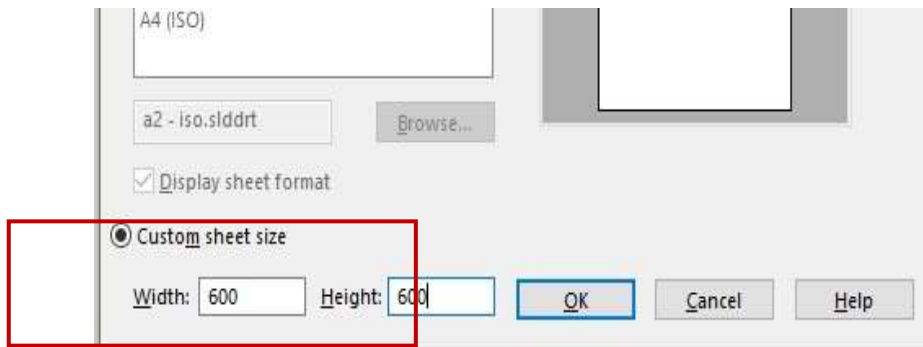 A4 (ISO)
a2 - iso.slddrt
Browse...
Display sheet format
Custom sheet size
Width: 600 Height: 600 OK Cancel Help